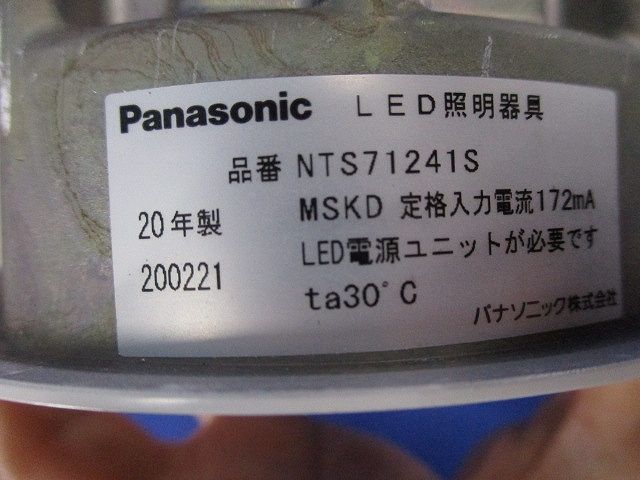 Panasonic LED照明器具
品番 NTS71241S
20年製 MSKD 定格入力電流172mA
200221 LED電源ユニットが必要です
ta30°C
パナソニック株式会社